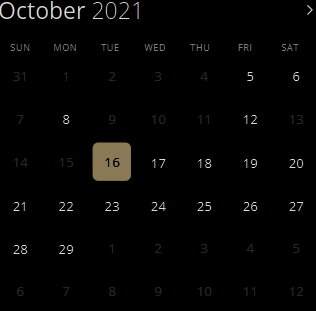 October 2021
SUN MON TUE WED THU FRI SAT
31 1 2 3 4 5 6
7 8 9 10 11 12 13
14 15 16 17 18 19 20
21 22 23 24 25 26 27
28 29 1 2 3 4 5
6 7 8 9 10 11 12